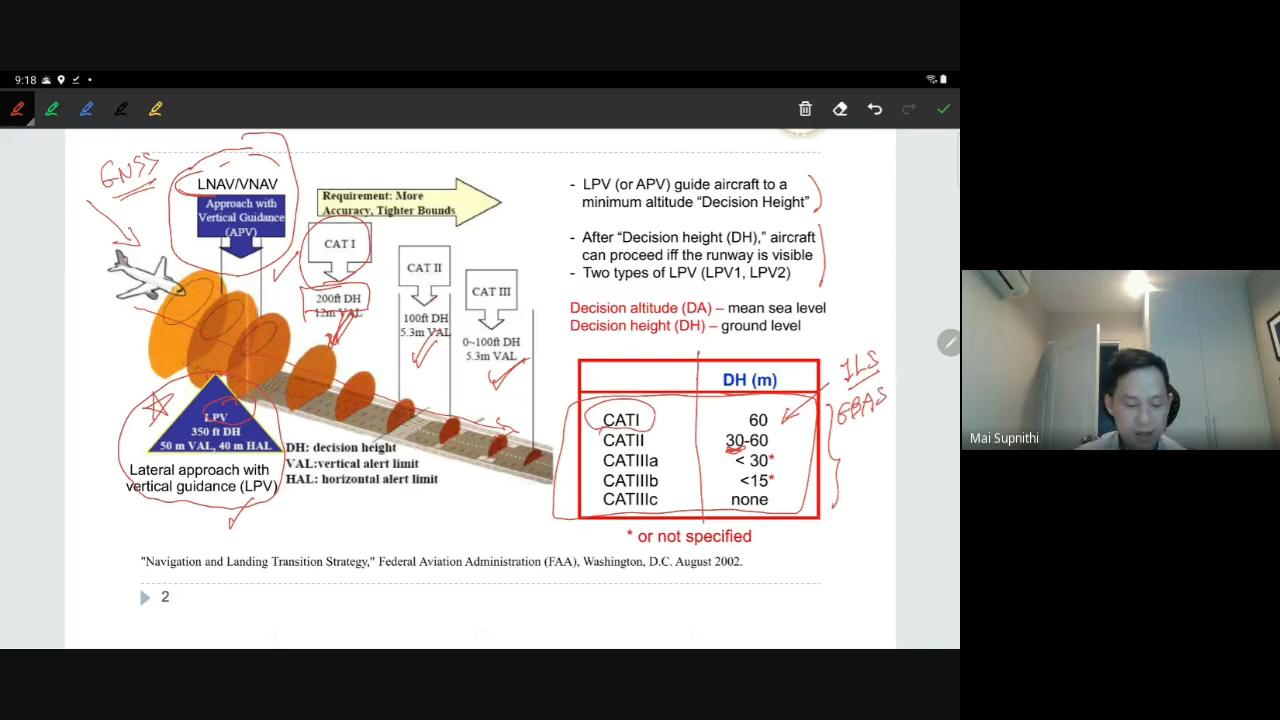 9:18
GNSS
LNAV/VNAV
Approach with
Vertical Guidance
(APV)
Requirement: More
Accuracy, Tighter Bounds
CAT I
200ft DH
12m VAL
CAT II
100ft DH
5.3m VAL
CAT III
0~100ft DH
5.3m VAL
LPV
350 ft DH
50 m VAL, 40 m HAL
Lateral approach with
vertical guidance (LPV)
DH: decision height
VAL:vertical alert limit
HAL: horizontal alert limit
- LPV (or APV) guide aircraft to a
minimum altitude “Decision Height”
- After “Decision height (DH),” aircraft
can proceed iff the runway is visible
- Two types of LPV (LPV1, LPV2)
Decision altitude (DA) – mean sea level
Decision height (DH) – ground level
DH (m)
CATI 60
CATII 30-60
CATIIIa < 30*
CATIIIb <15*
CATIIIc none
* or not specified
ILS
GBAS
"Navigation and Landing Transition Strategy," Federal Aviation Administration (FAA), Washington, D.C. August 2002.
2
Mai Supnithi